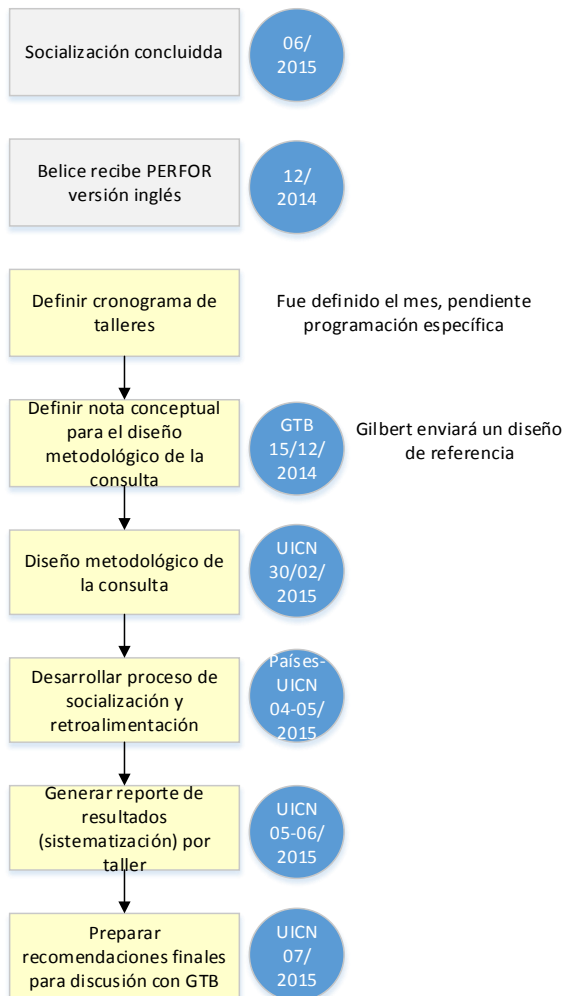 Socialización concluidda
06/
2015
Belice recibe PERFOR
versión inglés
12/
2014
Definir cronograma de
talleres
Fue definido el mes, pendiente
programación específica
Definir nota conceptual
para el diseño
metodológico de la
consulta
GTB
15/12/
2014
Gilbert enviará un diseño
de referencia
Diseño metodológico de
la consulta
UICN
30/02/
2015
Desarrollar proceso de
socialización y
retroalimentación
Países-
UICN
04-05/
2015
Generar reporte de
resultados
(sistematización) por
taller
UICN
05-06/
2015
Preparar
recomendaciones finales
para discusión con GTB
UICN
07/
2015